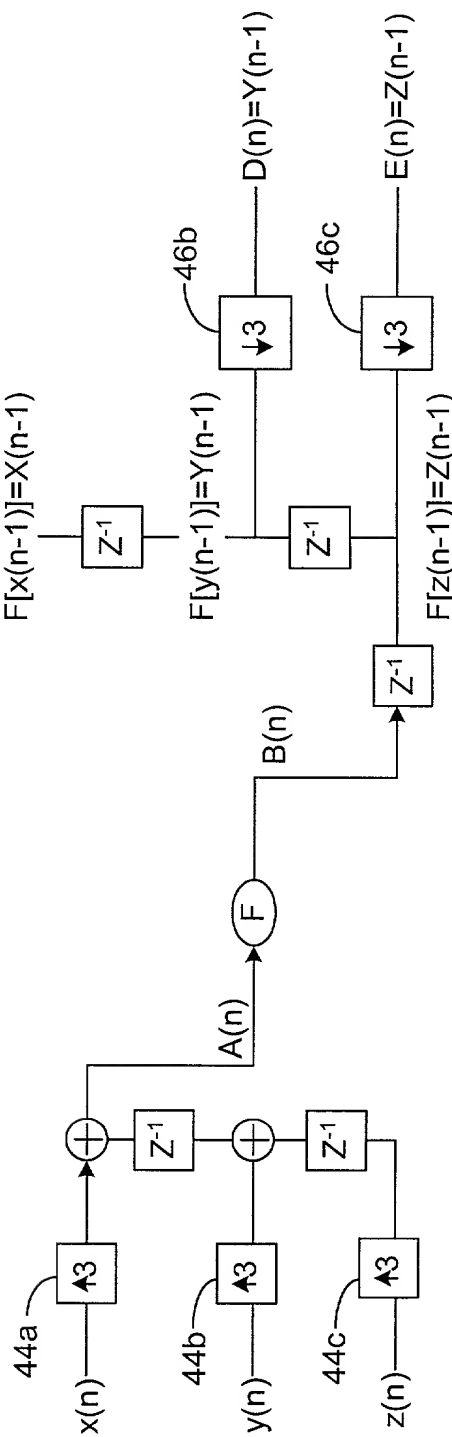 x(n)
44a
↑3
y(n)
44b
↑3
z(n)
44c
↑3
Z-1
Z-1
A(n)
F
B(n)
Z-1
F[x(n-1)]=X(n-1)
Z-1
F[y(n-1)]=Y(n-1)
Z-1
F[z(n-1)]=Z(n-1)
46b
↓3
D(n)=Y(n-1)
46c
↓3
E(n)=Z(n-1)